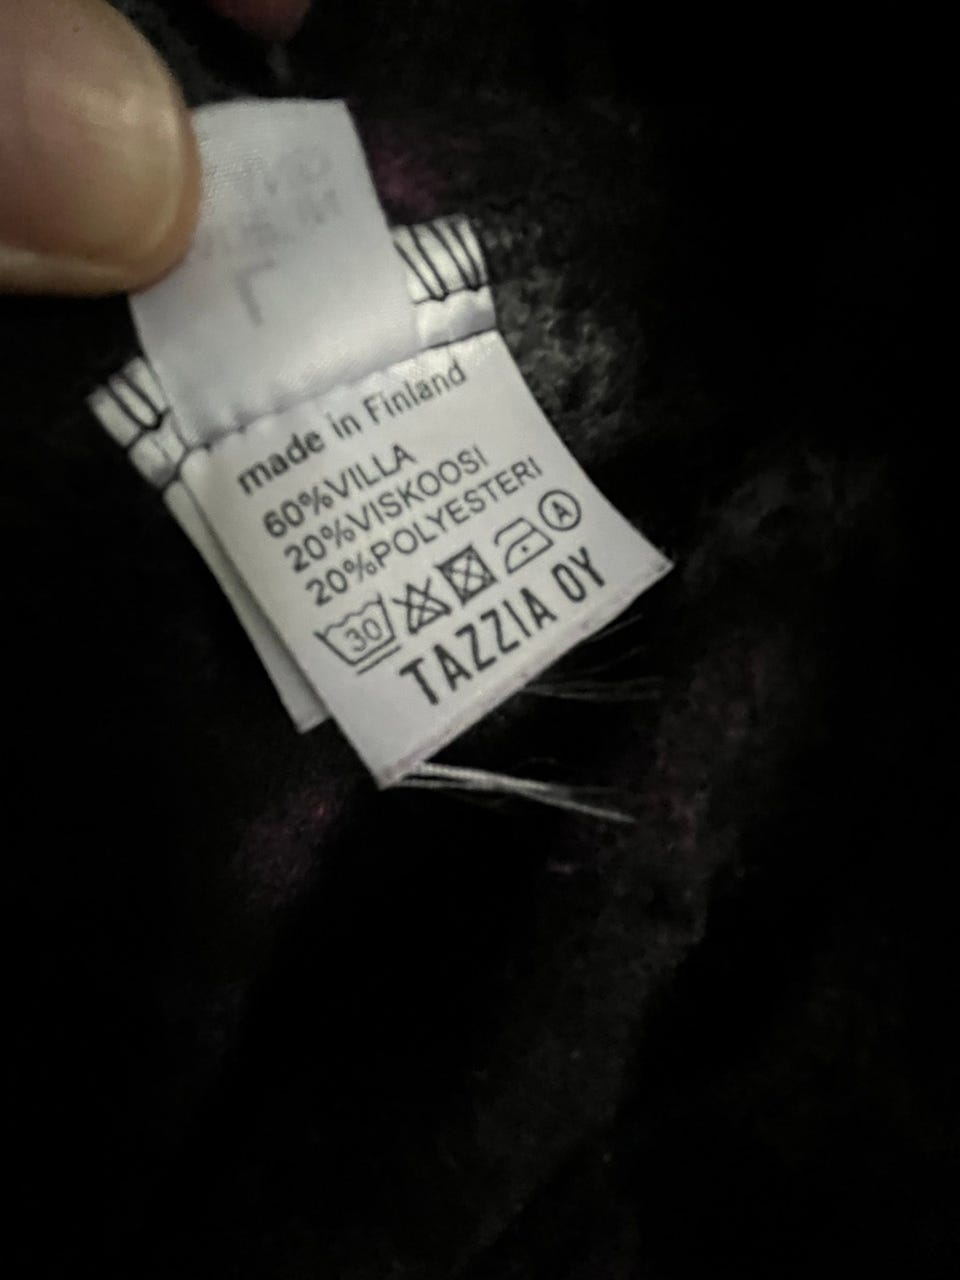 made in Finland
60%VILLA
20%VISKOOSI
20%POLYESTERI
30 A
TAZZIA OY